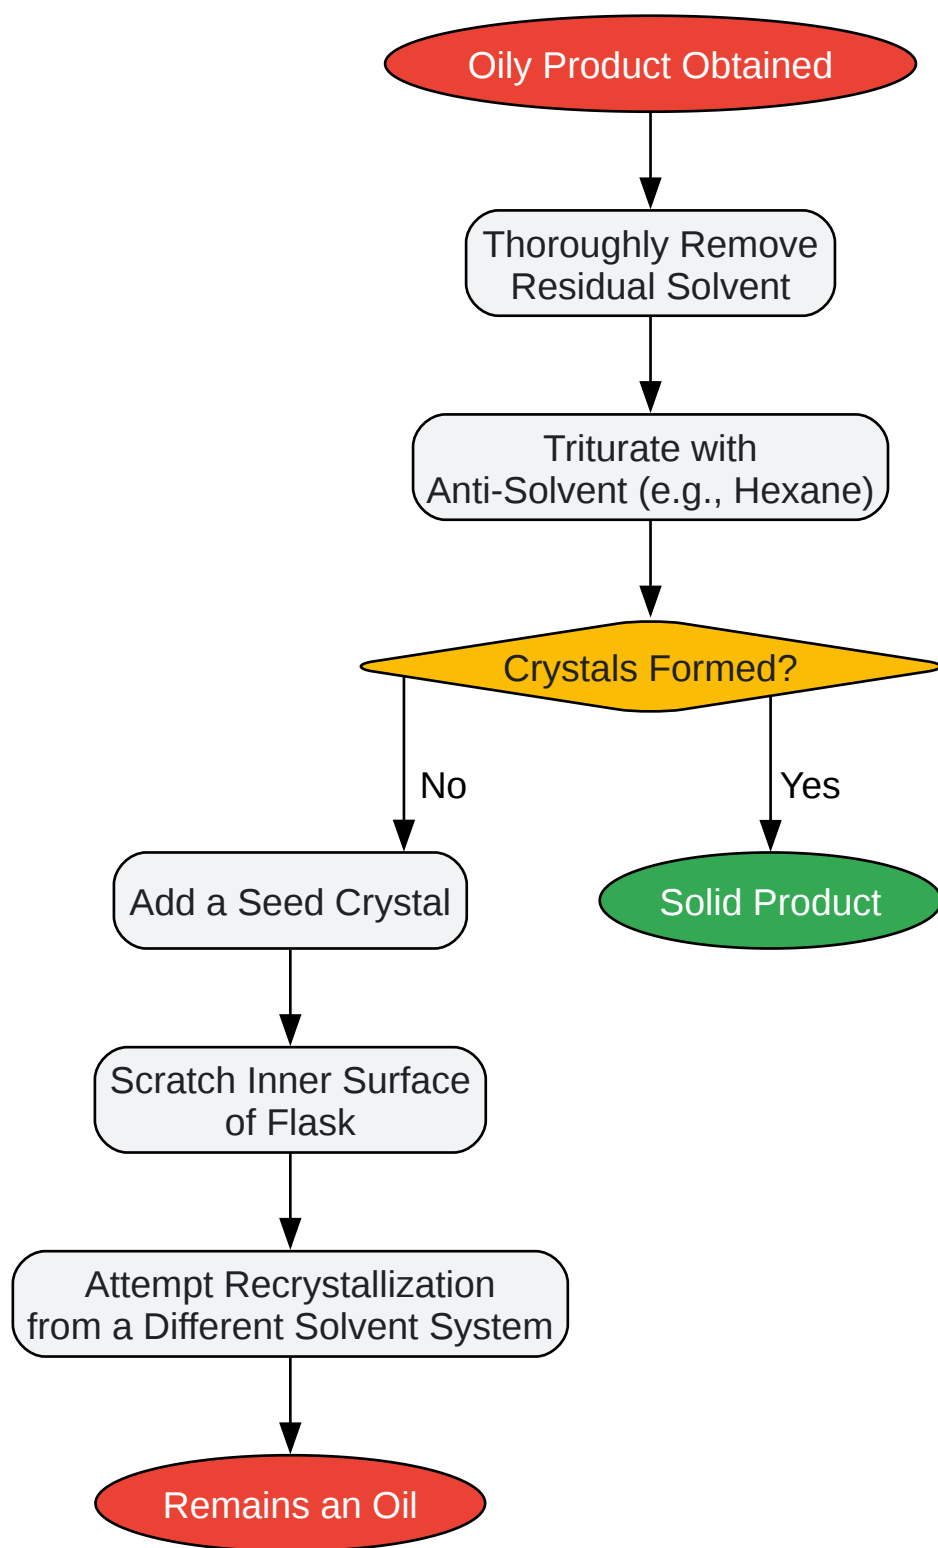 Oily Product Obtained
Thoroughly Remove
Residual Solvent
Triturate with
Anti-Solvent (e.g., Hexane)
Crystals Formed?
No
Yes
Add a Seed Crystal
Solid Product
Scratch Inner Surface
of Flask
Attempt Recrystallization
from a Different Solvent System
Remains an Oil